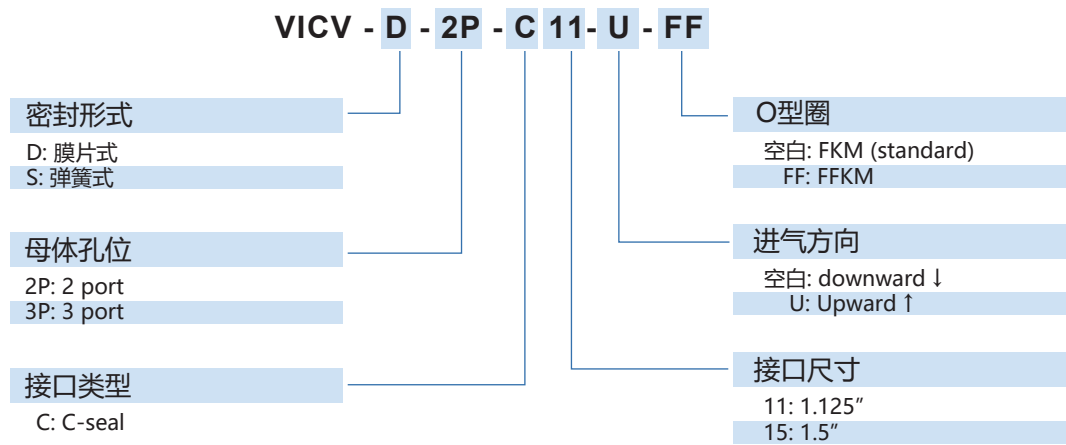 VICV - D - 2P - C 11 - U - FF
密封形式
D: 膜片式
S: 弹簧式
母体孔位
2P: 2 port
3P: 3 port
接口类型
C: C-seal
O型圈
空白: FKM (standard)
FF: FFKM
进气方向
空白: downward↓
U: Upward↑
接口尺寸
11: 1.125″
15: 1.5″